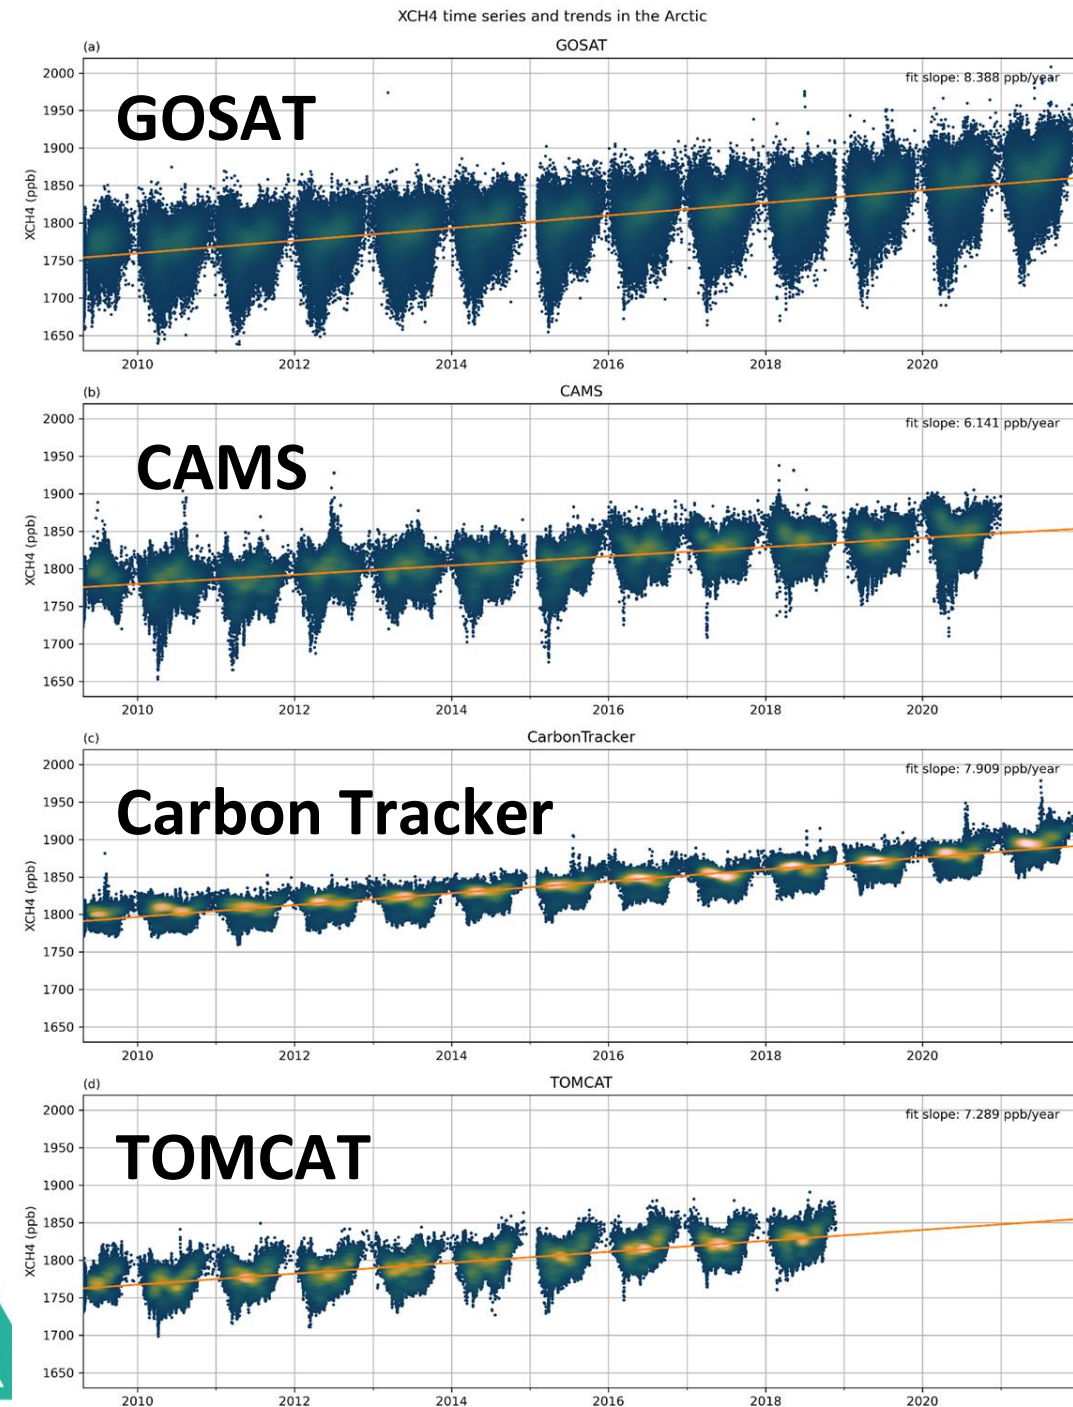 XCH4 time series and trends in the Arctic
(a)
GOSAT
fit slope: 8.388 ppb/year
GOSAT
XCH4 (ppb)
2000
1950
1900
1850
1800
1750
1700
1650
2010 2012 2014 2016 2018 2020
(b)
CAMS
fit slope: 6.141 ppb/year
CAMS
XCH4 (ppb)
2000
1950
1900
1850
1800
1750
1700
1650
2010 2012 2014 2016 2018 2020
(c)
CarbonTracker
fit slope: 7.909 ppb/year
Carbon Tracker
XCH4 (ppb)
2000
1950
1900
1850
1800
1750
1700
1650
2010 2012 2014 2016 2018 2020
(d)
TOMCAT
fit slope: 7.289 ppb/year
TOMCAT
XCH4 (ppb)
2000
1950
1900
1850
1800
1750
1700
1650
2010 2012 2014 2016 2018 2020